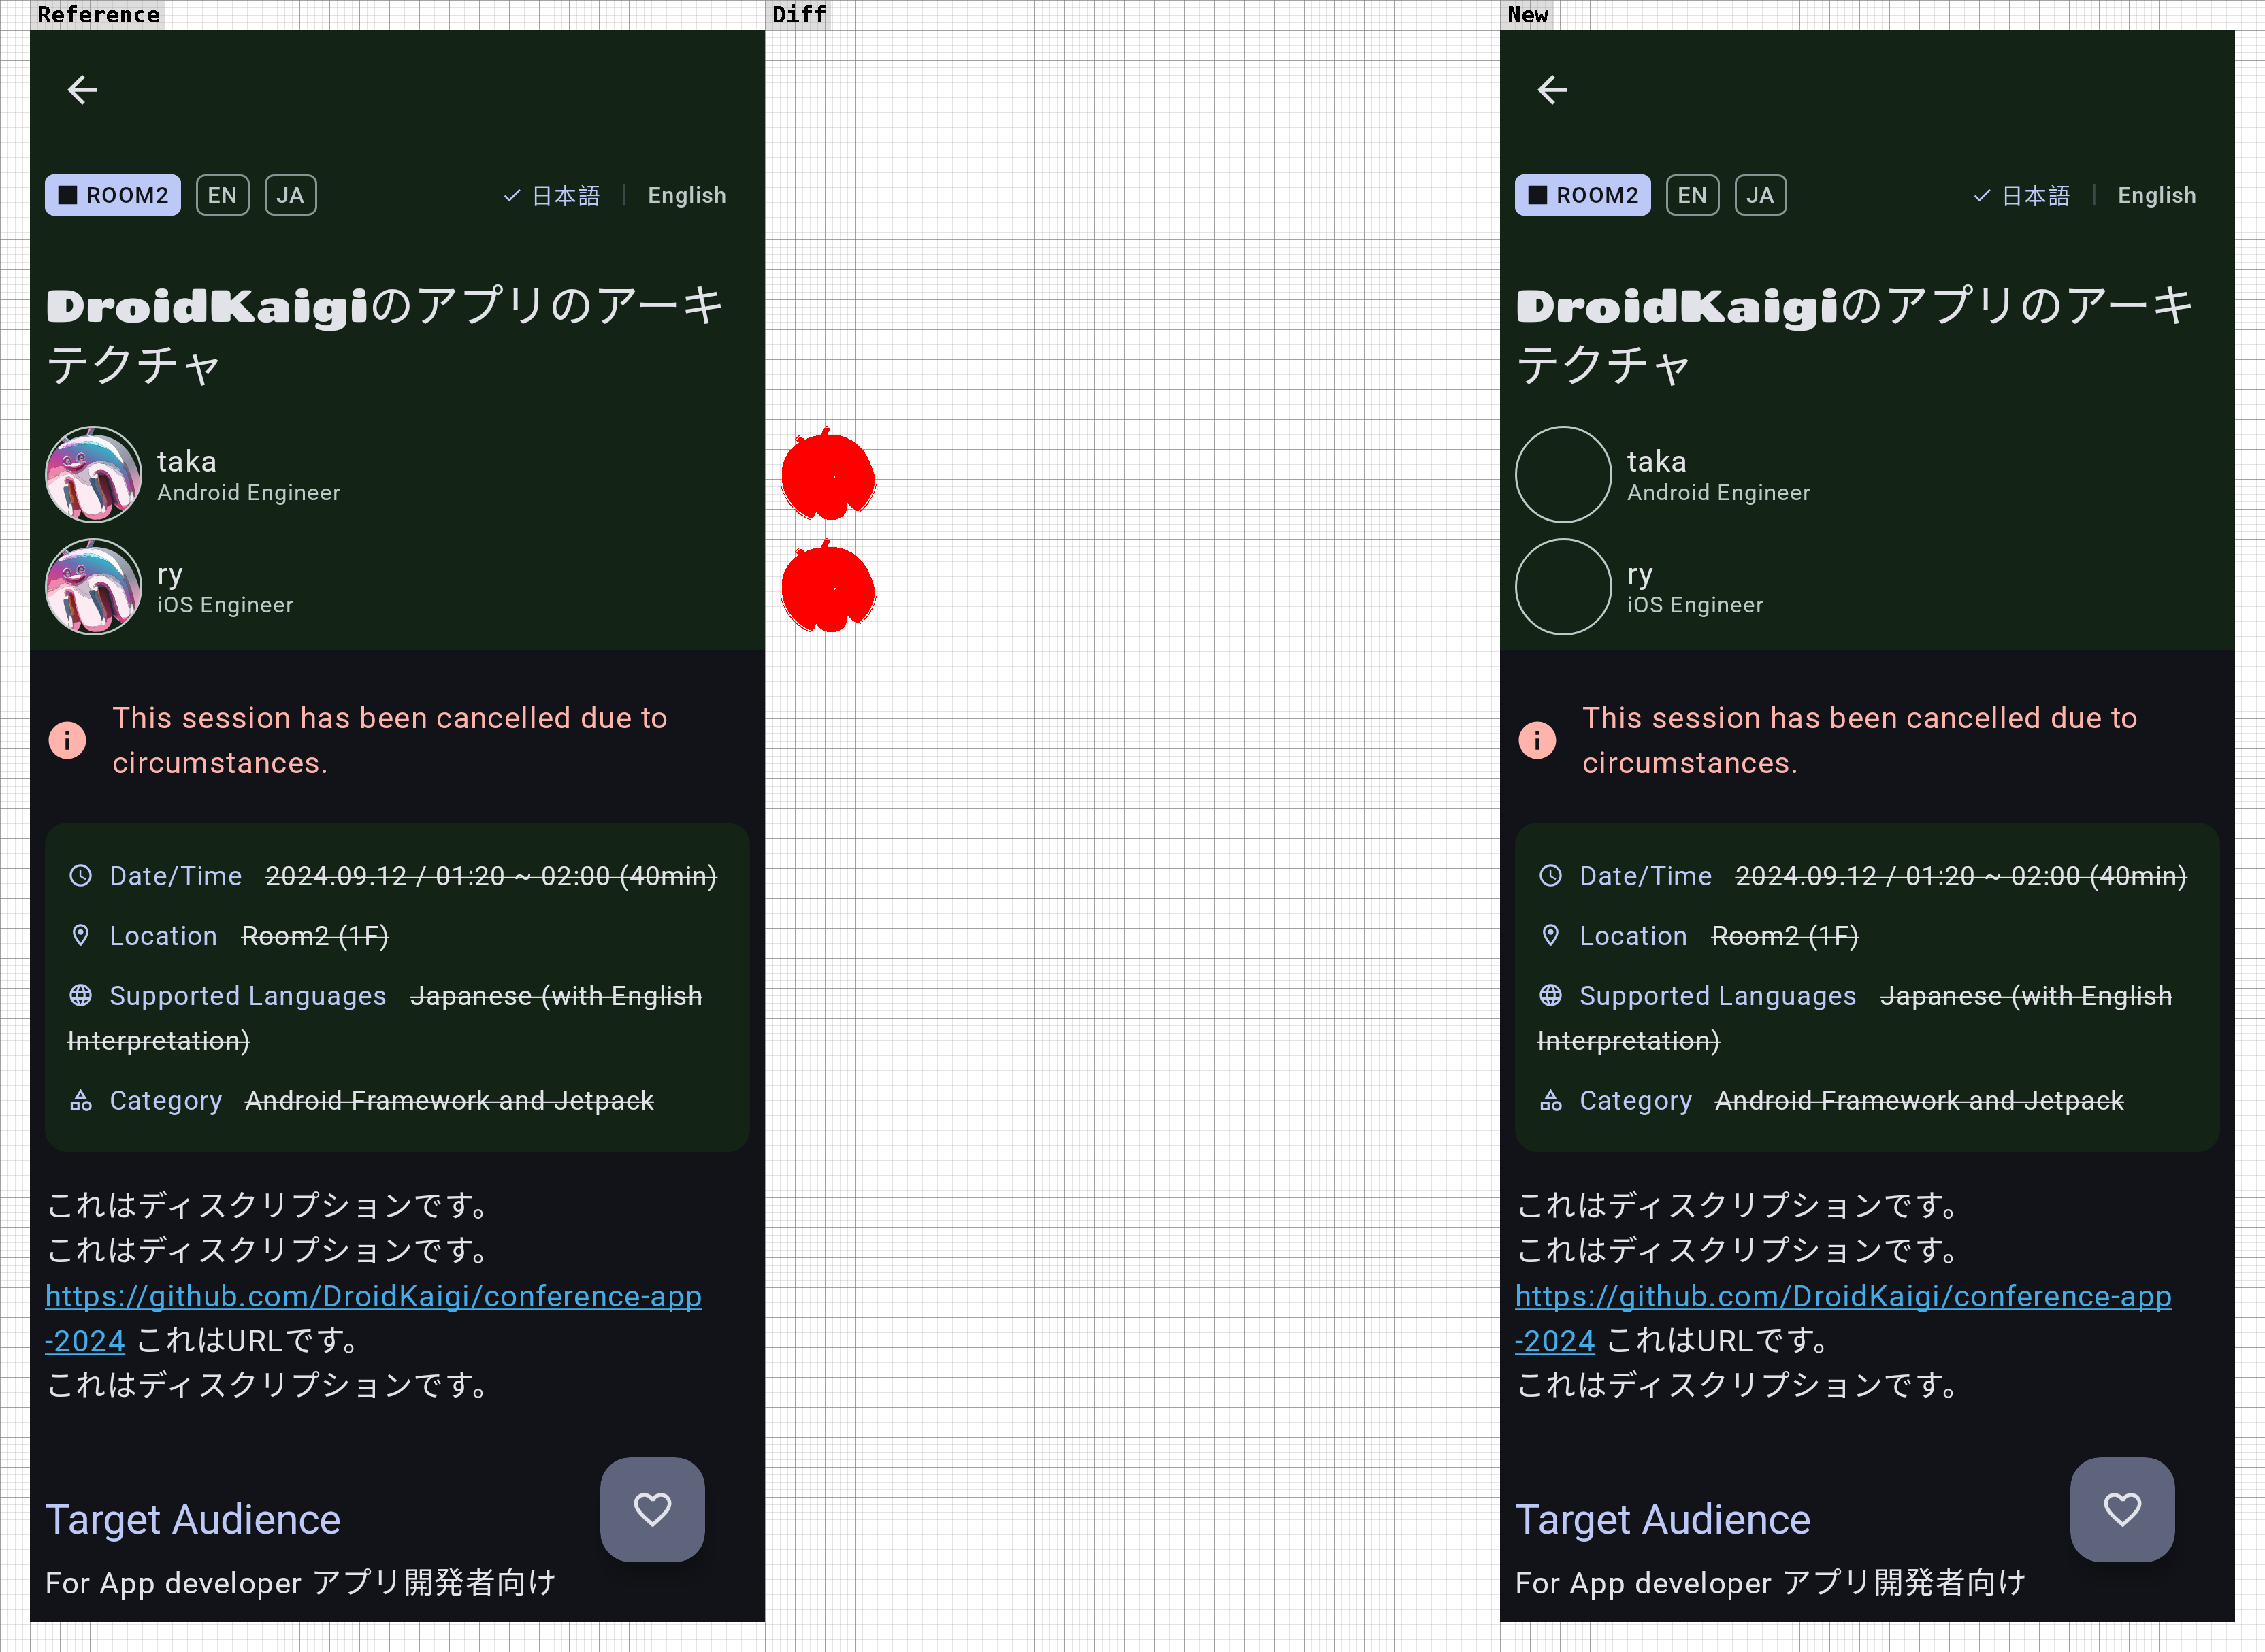 Reference
Diff
New
ROOM2 EN JA 日本語 English
DroidKaigiのアプリのアーキ
テクチャ
taka
Android Engineer
ry
iOS Engineer
This session has been cancelled due to
circumstances.
Date/Time 2024.09.12 / 01:20 ~ 02:00 (40min)
Location Room2 (1F)
Supported Languages Japanese (with English
Interpretation)
Category Android Framework and Jetpack
これはディスクリプションです。
これはディスクリプションです。
https://github.com/DroidKaigi/conference-app
-2024 これはURLです。
これはディスクリプションです。
Target Audience
For App developer アプリ開発者向け
ROOM2 EN JA 日本語 English
DroidKaigiのアプリのアーキ
テクチャ
taka
Android Engineer
ry
iOS Engineer
This session has been cancelled due to
circumstances.
Date/Time 2024.09.12 / 01:20 ~ 02:00 (40min)
Location Room2 (1F)
Supported Languages Japanese (with English
Interpretation)
Category Android Framework and Jetpack
これはディスクリプションです。
これはディスクリプションです。
https://github.com/DroidKaigi/conference-app
-2024 これはURLです。
これはディスクリプションです。
Target Audience
For App developer アプリ開発者向け